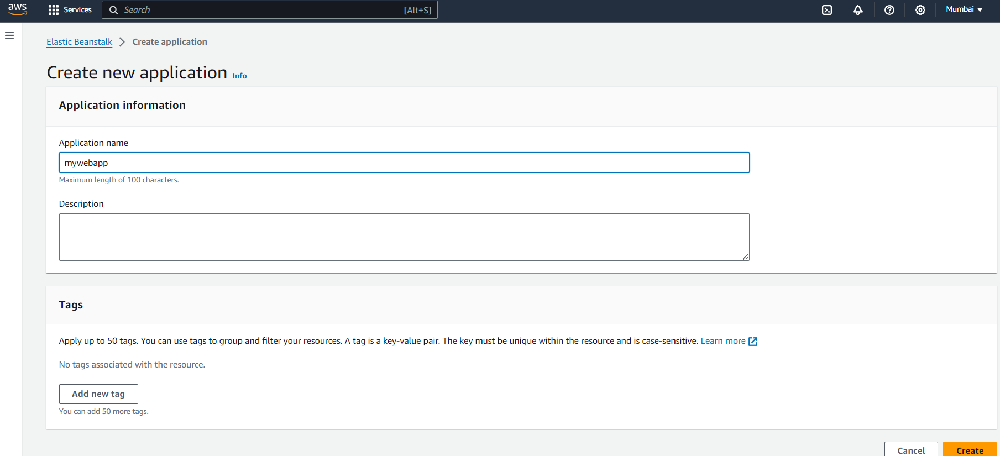 aws Services Search [Alt+S] Mumbai
Elastic Beanstalk Create application
Create new application Info
Application information
Application name
mywebapp
Maximum length of 100 characters.
Description
Tags
Apply up to 50 tags. You can use tags to group and filter your resources. A tag is a key-value pair. The key must be unique within the resource and is case-sensitive. Learn more
No tags associated with the resource.
Add new tag
You can add 50 more tags.
Cancel Create